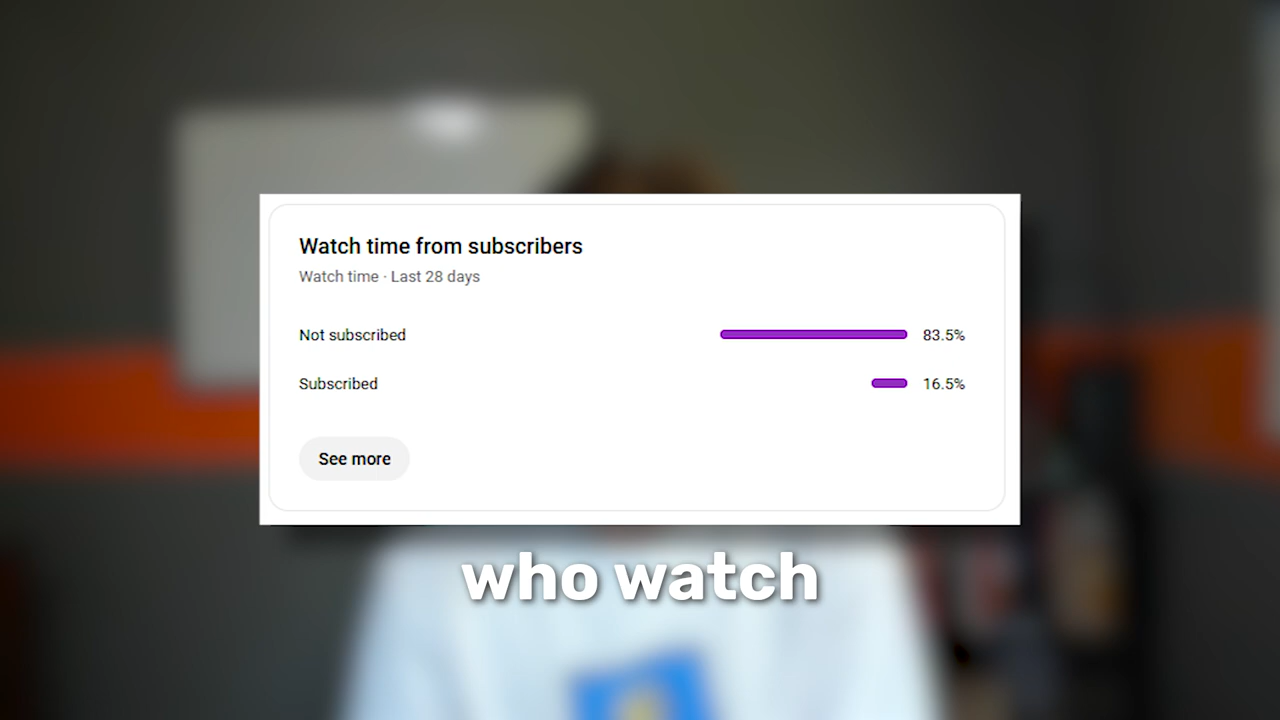 Watch time from subscribers
Watch time · Last 28 days
Not subscribed 83.5%
Subscribed 16.5%
See more
who watch